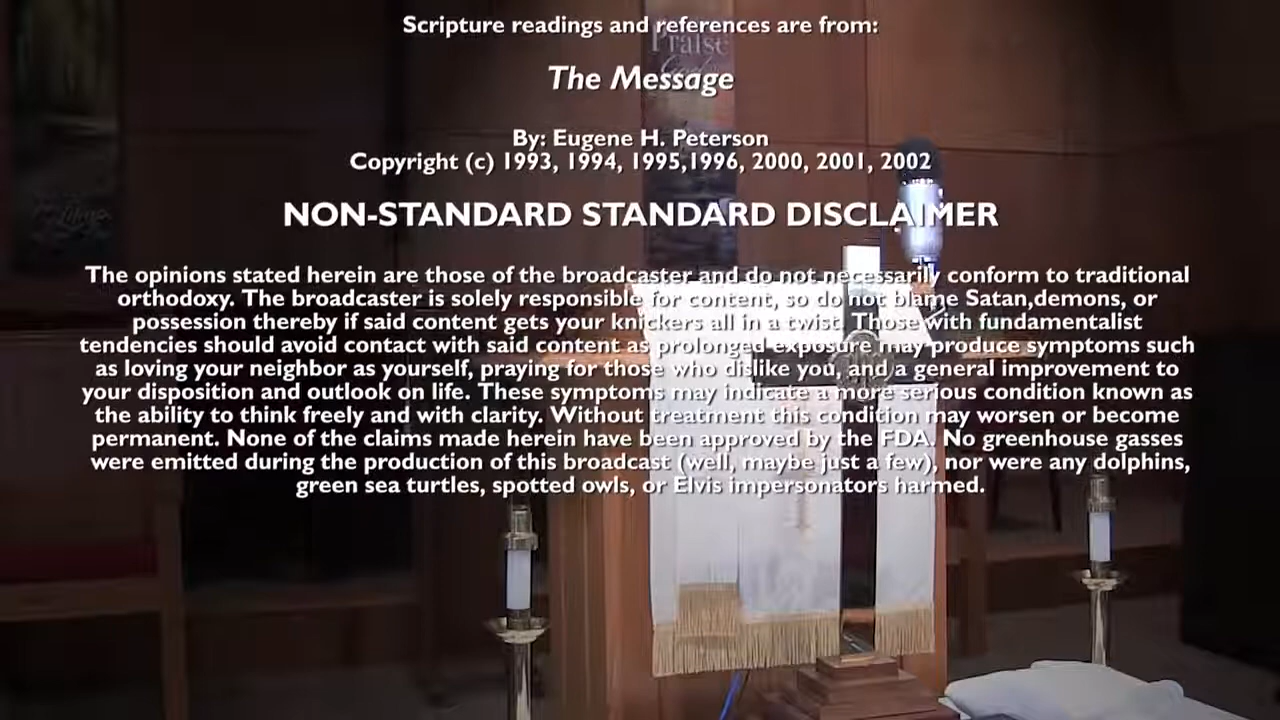 Scripture readings and references are from:
Praise
The Message
By: Eugene H. Peterson
Copyright (c) 1993, 1994, 1995,1996, 2000, 2001, 2002
NON-STANDARD STANDARD DISCLAIMER
The opinions stated herein are those of the broadcaster and do not necessarily conform to traditional
orthodoxy. The broadcaster is solely responsible for content, so do not blame Satan,demons, or
possession thereby if said content gets your knickers all in a twist. Those with fundamentalist
tendencies should avoid contact with said content as prolonged exposure may produce symptoms such
as loving your neighbor as yourself, praying for those who dislike you, and a general improvement to
your disposition and outlook on life. These symptoms may indicate a more serious condition known as
the ability to think freely and with clarity. Without treatment this condition may worsen or become
permanent. None of the claims made herein have been approved by the FDA. No greenhouse gasses
were emitted during the production of this broadcast (well, maybe just a few), nor were any dolphins,
green sea turtles, spotted owls, or Elvis impersonators harmed.